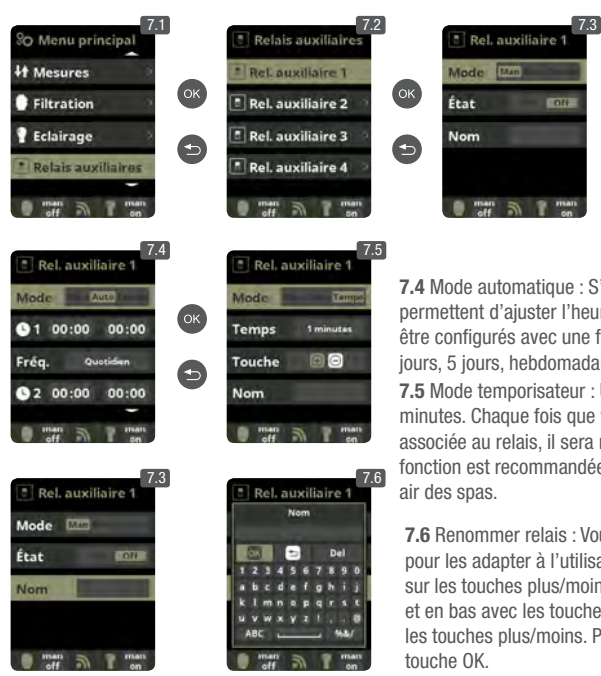 7.1
Menu principal
Mesures
Filtration
Eclairage
Relais auxiliaires
man off
man on
OK
7.2
Relais auxiliaires
Rel. auxiliaire 1
Rel. auxiliaire 2
Rel. auxiliaire 3
Rel. auxiliaire 4
man off
man on
OK
7.3
Rel. auxiliaire 1
Mode Man
État Off
Nom
man off
man on
7.4
Rel. auxiliaire 1
Mode Auto
1 00:00 00:00
Fréq. Quotidien
2 00:00 00:00
man off
man on
OK
7.5
Rel. auxiliaire 1
Mode Temps
Temps 1 minutes
Touche
Nom
man off
man on
7.4 Mode automatique : S'
permettent d'ajuster l'heur
être configurés avec une f
jours, 5 jours, hebdomada
7.5 Mode temporisateur : U
minutes. Chaque fois que
associée au relais, il sera r
fonction est recommandée
air des spas.
7.3
Rel. auxiliaire 1
Mode Man
État Off
Nom
man off
man on
7.6
Rel. auxiliaire 1
Nom
OK Del
1 2 3 4 5 6 7 8 9 0
a b c d e f g h i j
k l m n o p q r s t
u v w x y z ! , . @
ABC %&/
man off
man on
7.6 Renommer relais : Vou
pour les adapter à l'utilisa
sur les touches plus/moin
et en bas avec les touche
les touches plus/moins. P
touche OK.